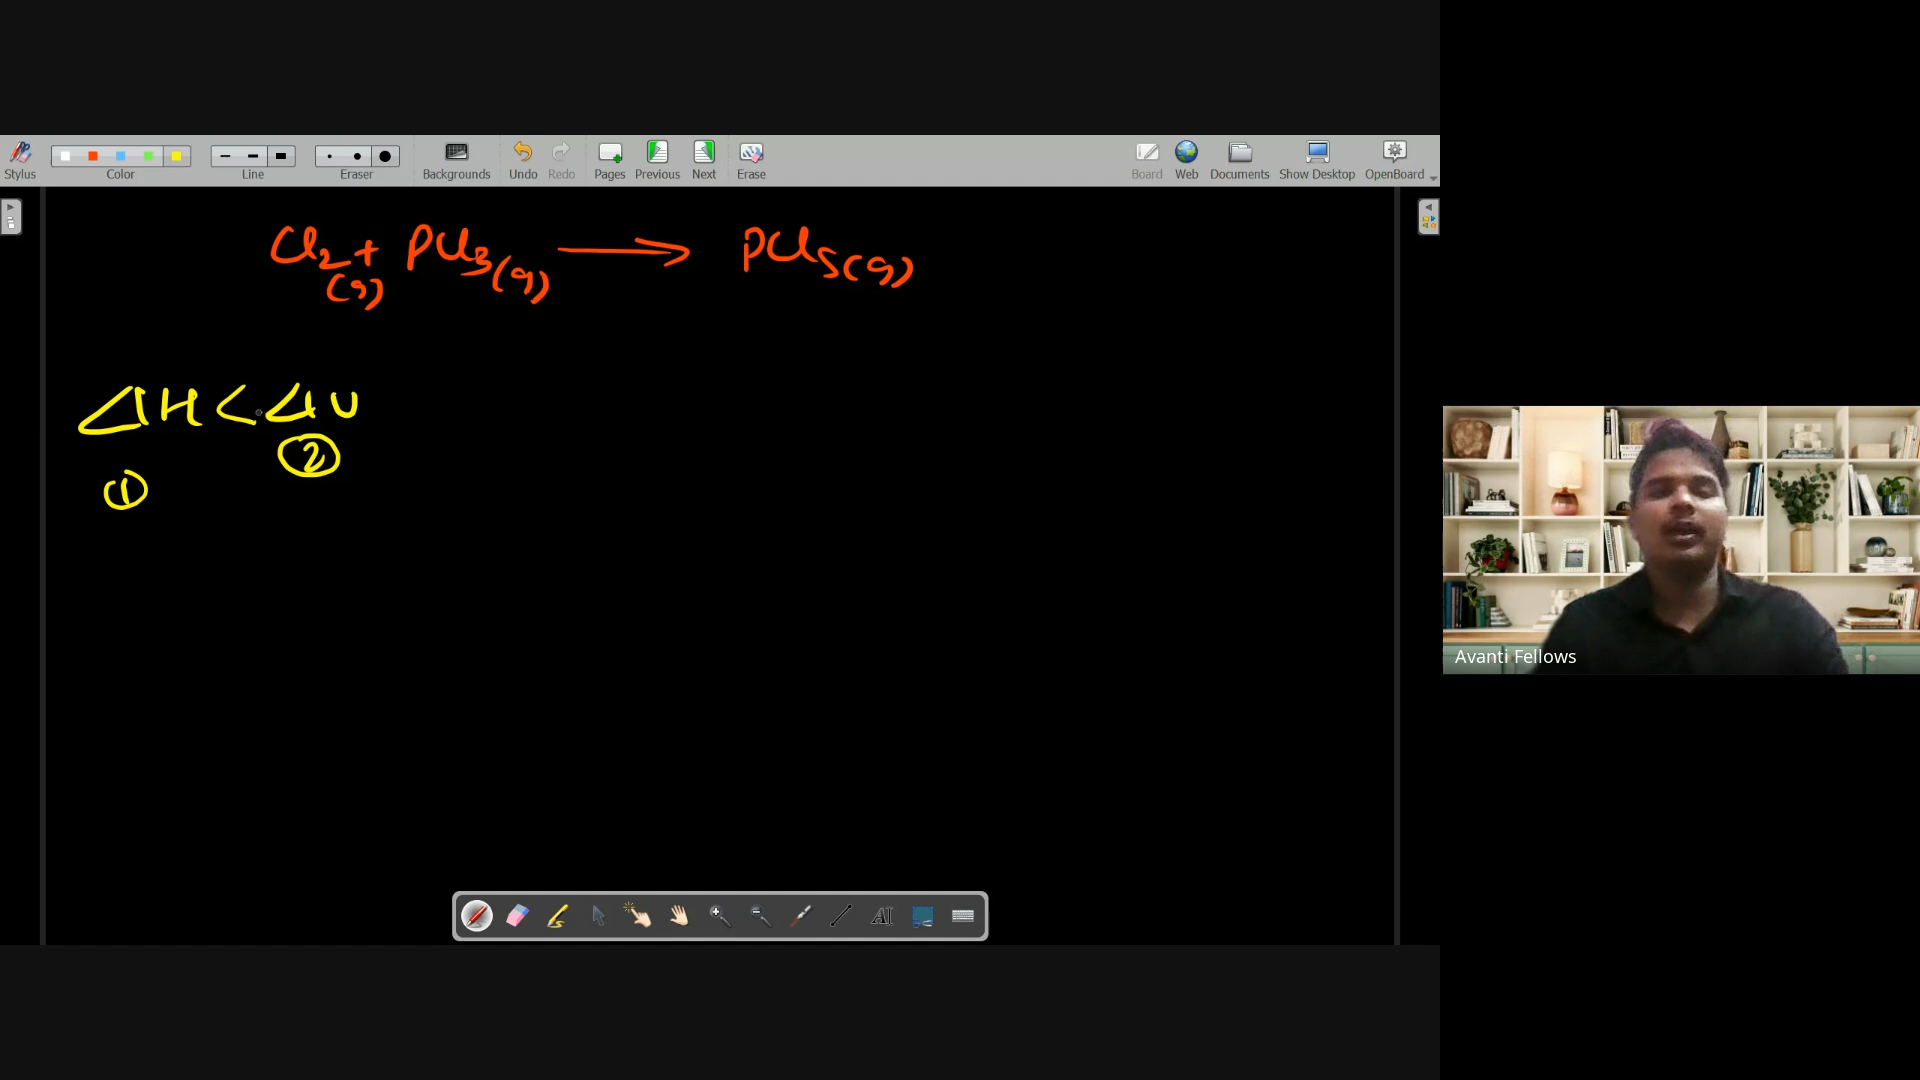 Stylus Color Line Eraser Backgrounds Undo Redo Pages Previous Next Erase Board Web Documents Show Desktop OpenBoard
Cl₂(g) + PCl₃(g) ⟶ PCl₅(g)
ΔH < ΔU
②
①
Avanti Fellows